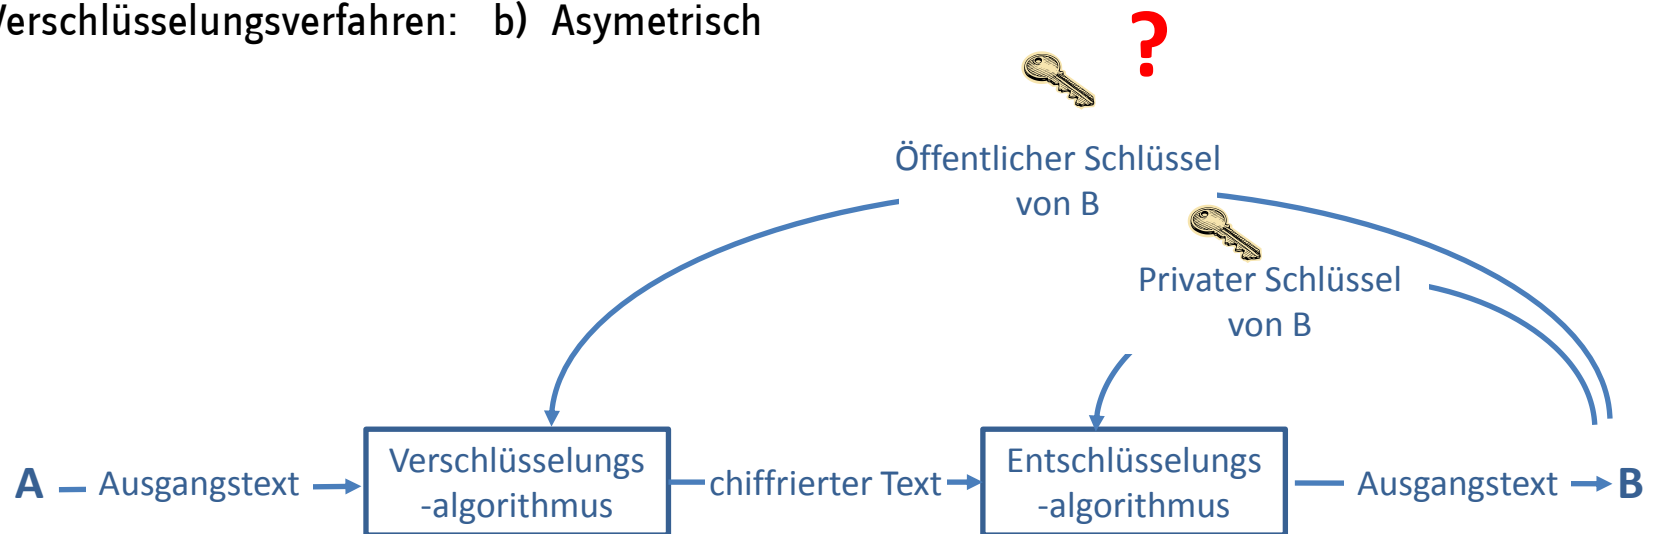 Verschlüsselungsverfahren: b) Asymetrisch
?
Öffentlicher Schlüssel
von B
Privater Schlüssel
von B
A
Ausgangstext
Verschlüsselungs
-algorithmus
chiffrierter Text
Entschlüsselungs
-algorithmus
Ausgangstext
B